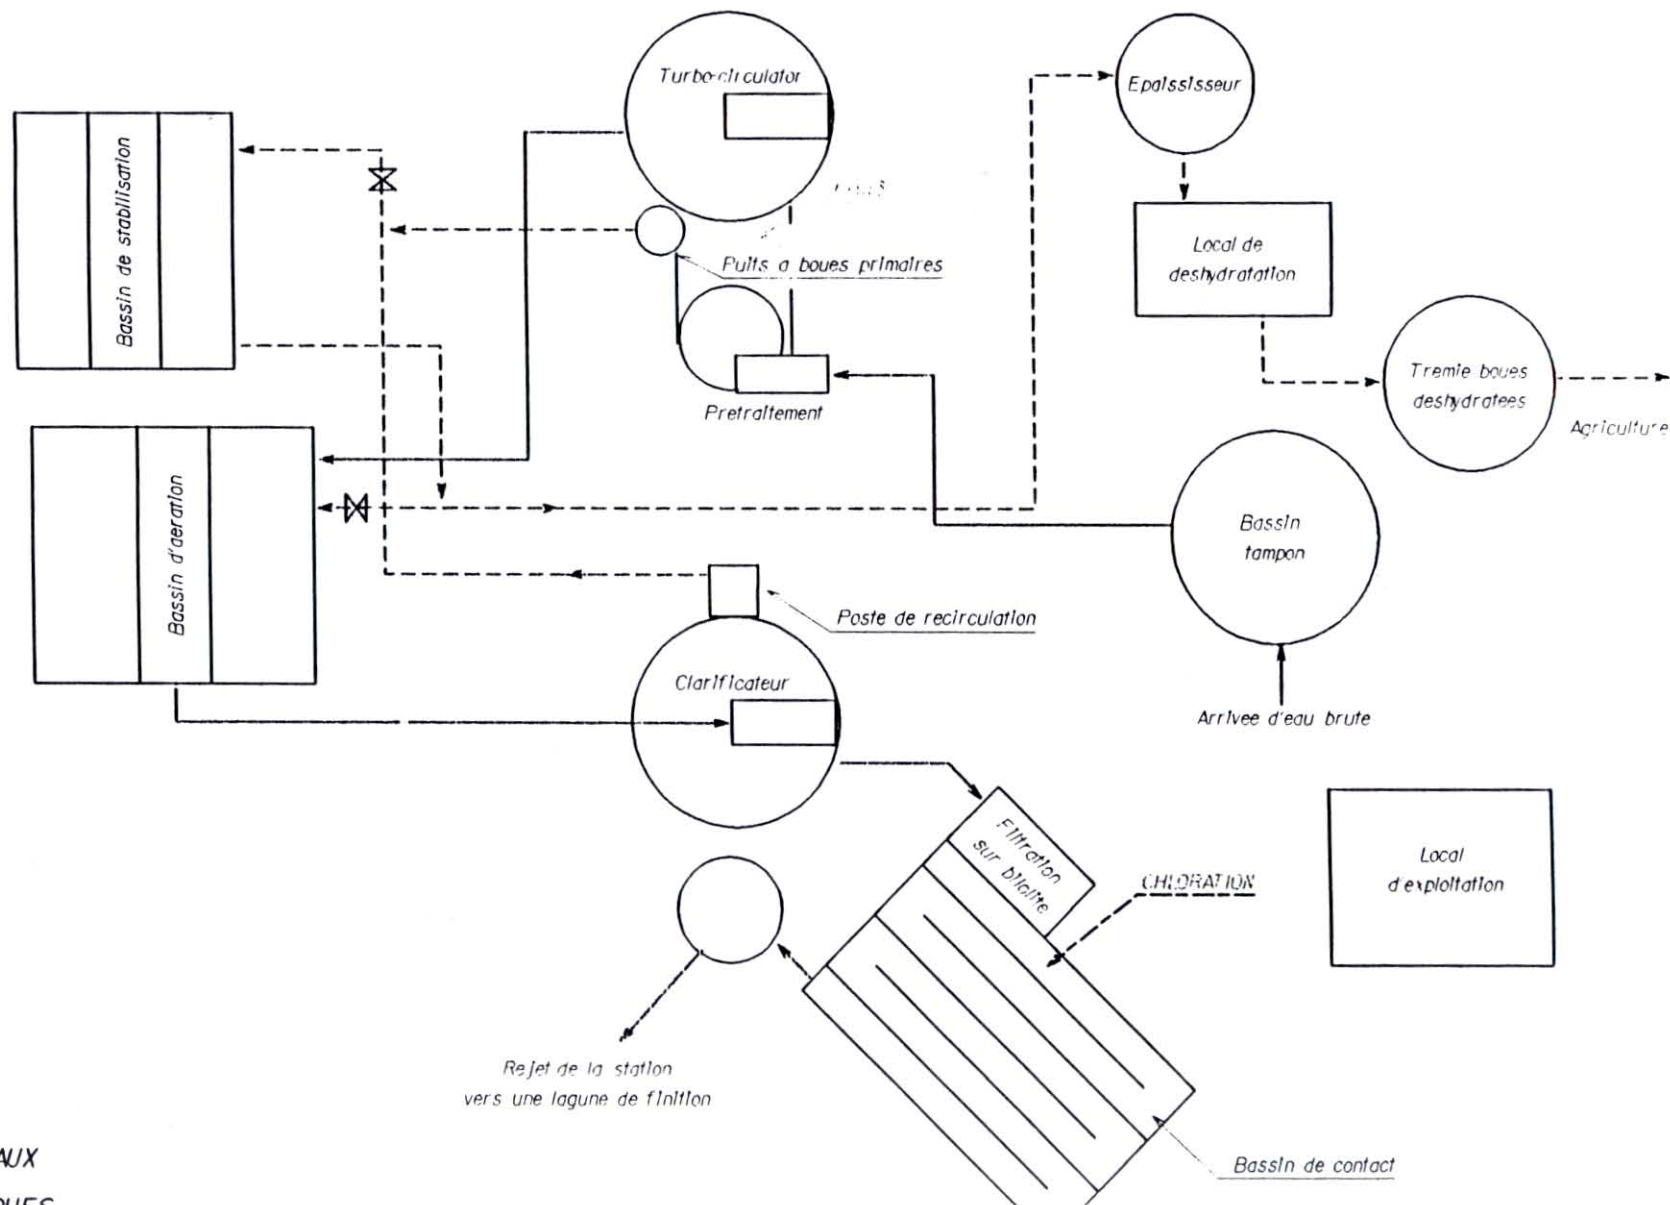 Turbo-circulator
Epaississeur
Bassin de stabilisation
Local de
deshydratation
Puits a boues primaires
Tremie boues
deshydratees
Pretraitement
Agriculture
Bassin d'aeration
Bassin
tampon
Poste de recirculation
Clarificateur
Arrivee d'eau brute
Filtration
sur biolite
CHLORATION
Local
d'exploitation
Rejet de la station
vers une lagune de finition
Bassin de contact
AUX